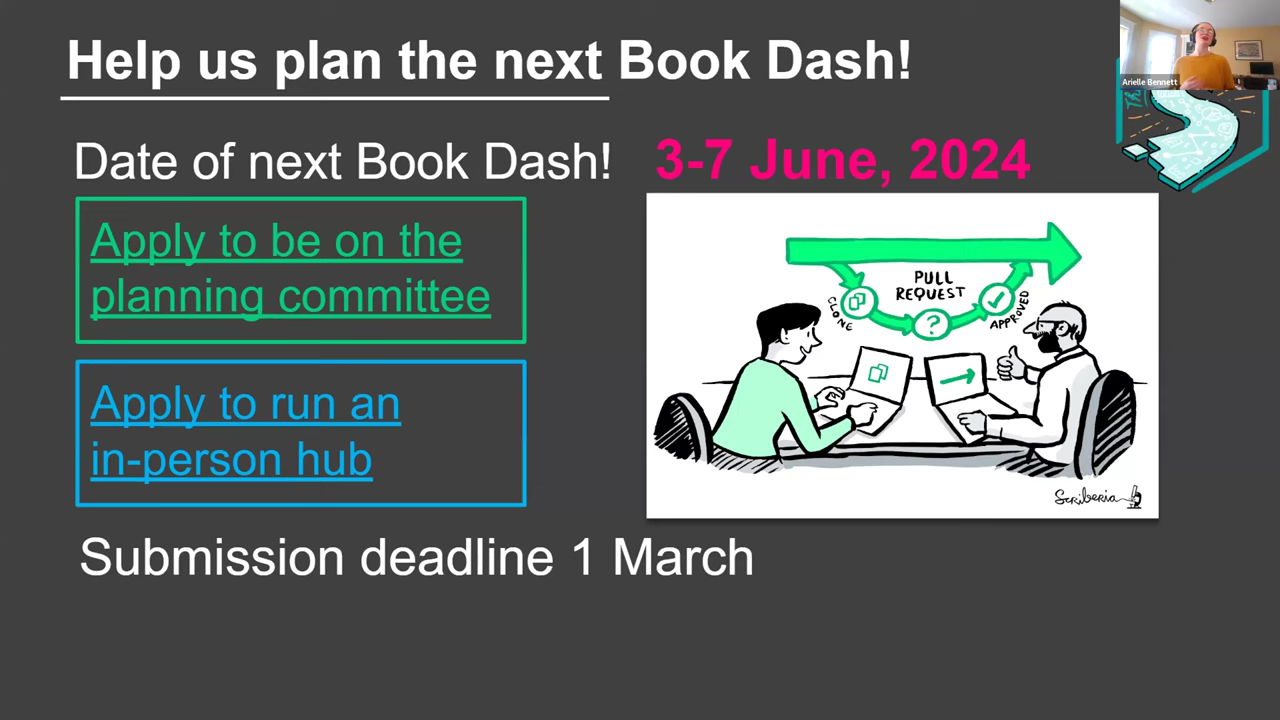 Help us plan the next Book Dash!
Arielle Bennett
Date of next Book Dash! 3-7 June, 2024
Apply to be on the
planning committee
PULL
REQUEST
CLONE
?
APPROVED
Apply to run an
in-person hub
Scriberia
Submission deadline 1 March